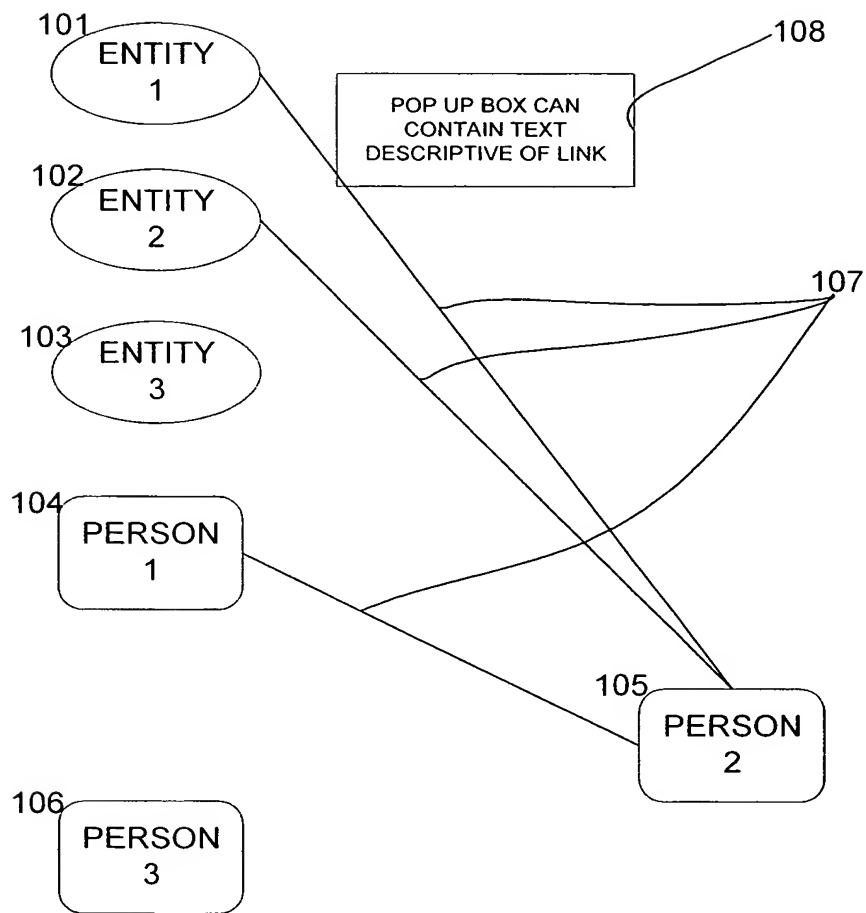 101
ENTITY
1
108
POP UP BOX CAN
CONTAIN TEXT
DESCRIPTIVE OF LINK
102
ENTITY
2
107
103
ENTITY
3
104
PERSON
1
105
PERSON
2
106
PERSON
3